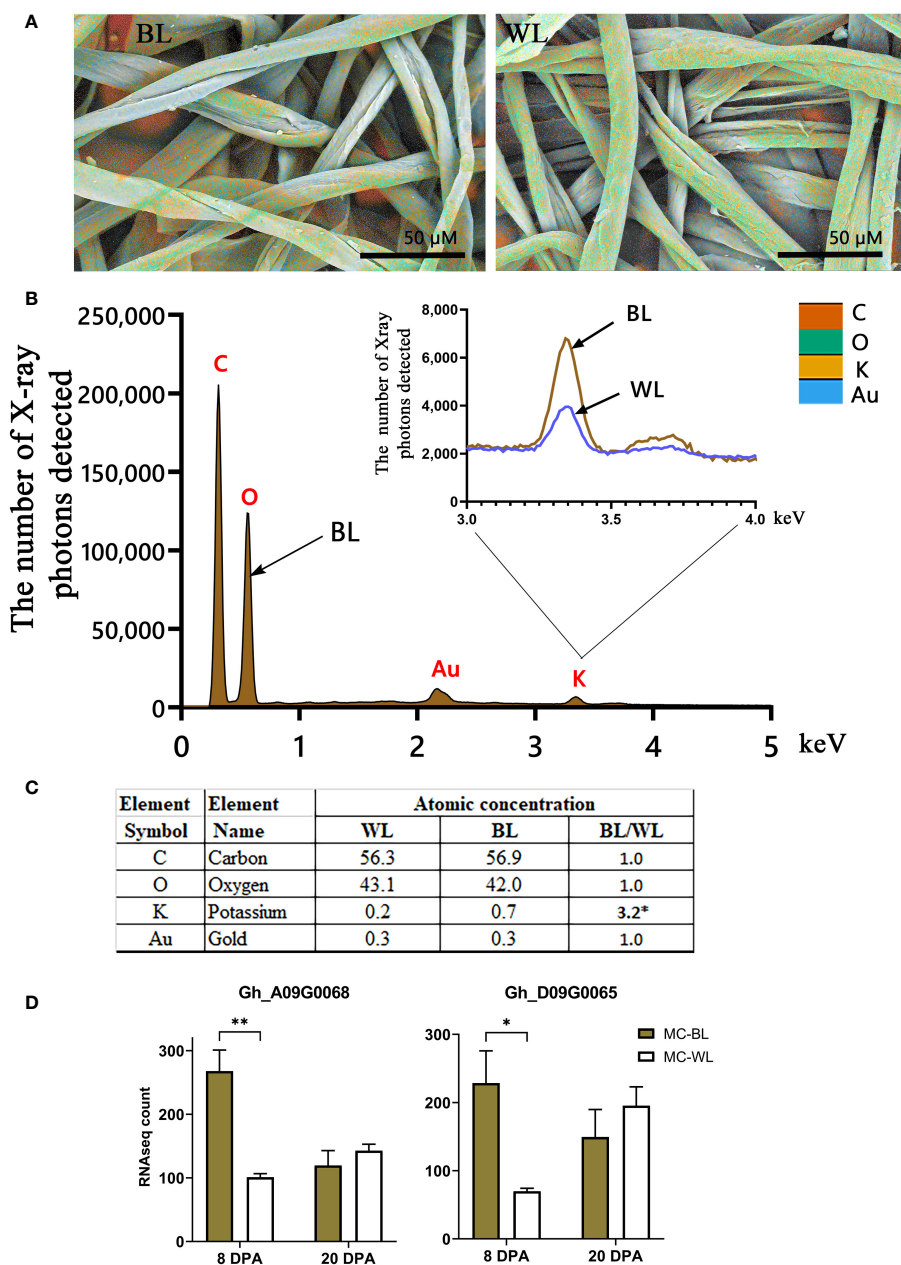 A
BL
50 µM
WL
50 µM
B
The number of X-ray
photons detected
250,000
200,000
150,000
100,000
50,000
0
C
O
BL
Au
K
0 1 2 3 4 5 keV
The number of Xray
photons detected
8,000
6,000
4,000
2,000
0
BL
WL
3.0 3.5 4.0 keV
C
O
K
Au
C
Element Element Atomic concentration
Symbol Name WL BL BL/WL
C Carbon 56.3 56.9 1.0
O Oxygen 43.1 42.0 1.0
K Potassium 0.2 0.7 3.2*
Au Gold 0.3 0.3 1.0
D
Gh_A09G0068
RNAseq count
300
200
100
0
**
8 DPA 20 DPA
Gh_D09G0065
300
200
100
0
*
8 DPA 20 DPA
MC-BL
MC-WL